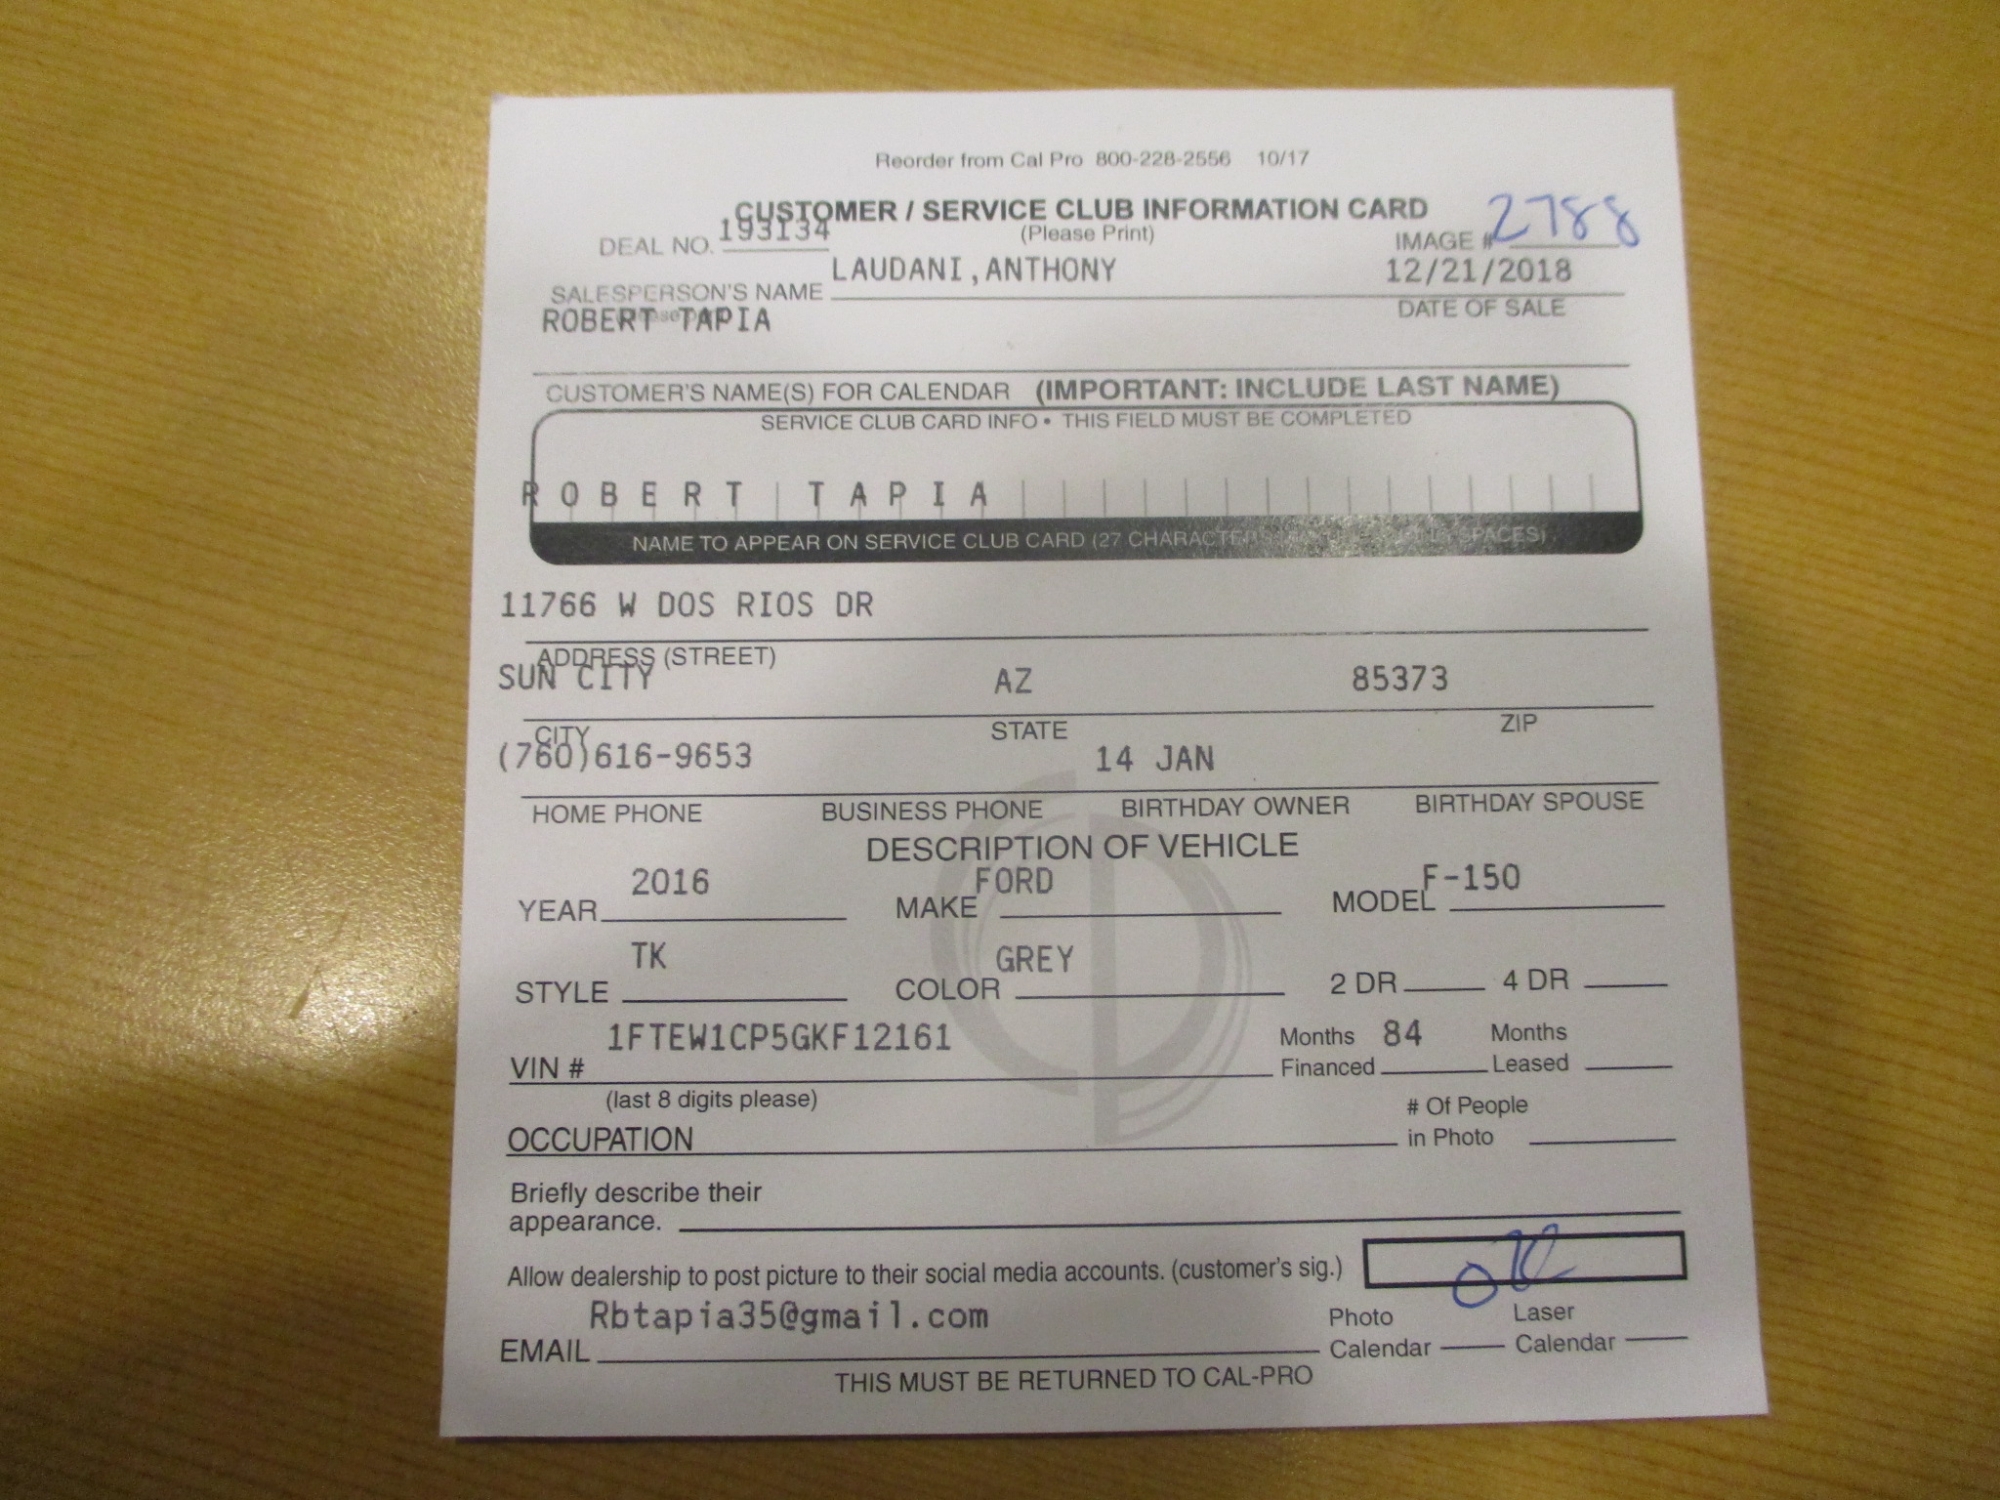 Reorder from Cal Pro 800-228-2556 10/17
CUSTOMER / SERVICE CLUB INFORMATION CARD
(Please Print)
DEAL NO. 193134 IMAGE # 2788
SALESPERSON'S NAME LAUDANI,ANTHONY 12/21/2018
DATE OF SALE
ROBERT TAPIA
CUSTOMER'S NAME(S) FOR CALENDAR (IMPORTANT: INCLUDE LAST NAME)
SERVICE CLUB CARD INFO • THIS FIELD MUST BE COMPLETED
ROBERT TAPIA
NAME TO APPEAR ON SERVICE CLUB CARD (27 CHARACTERS SPACES)
11766 W DOS RIOS DR
ADDRESS (STREET)
SUN CITY AZ 85373
CITY STATE ZIP
(760)616-9653 14 JAN
HOME PHONE BUSINESS PHONE BIRTHDAY OWNER BIRTHDAY SPOUSE
DESCRIPTION OF VEHICLE
YEAR 2016 MAKE FORD MODEL F-150
STYLE TK COLOR GREY 2 DR 4 DR
VIN # 1FTEW1CP5GKF12161 Months Financed 84 Months Leased
(last 8 digits please)
OCCUPATION # Of People in Photo
Briefly describe their
appearance.
Allow dealership to post picture to their social media accounts. (customer's sig.)
EMAIL Rbtapia35@gmail.com Photo Calendar Laser Calendar
THIS MUST BE RETURNED TO CAL-PRO